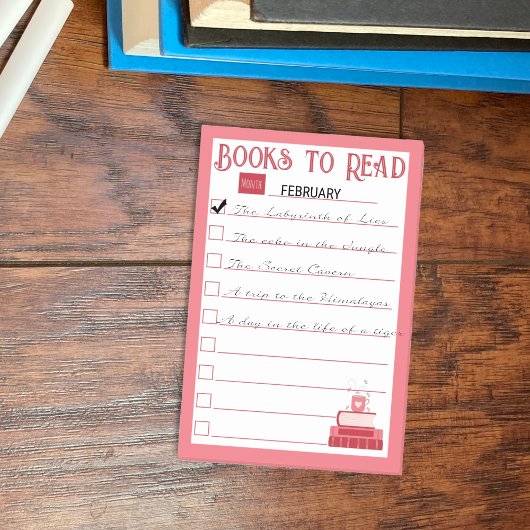 Books to Read
Month FEBRUARY
The Labyrinth of Lies
The echo in the Jungle
The Secret Cavern
A trip to the Himalayas
A day in the life of a tiger